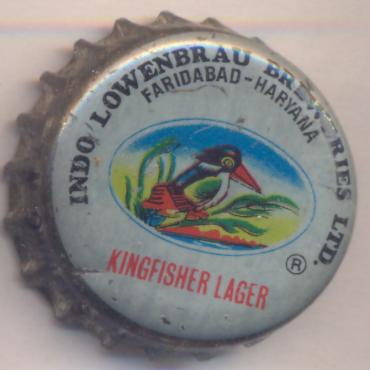 INDO LOWENBRAU BREWERIES LTD.
FARIDABAD-HARYANA
KINGFISHER LAGER
®